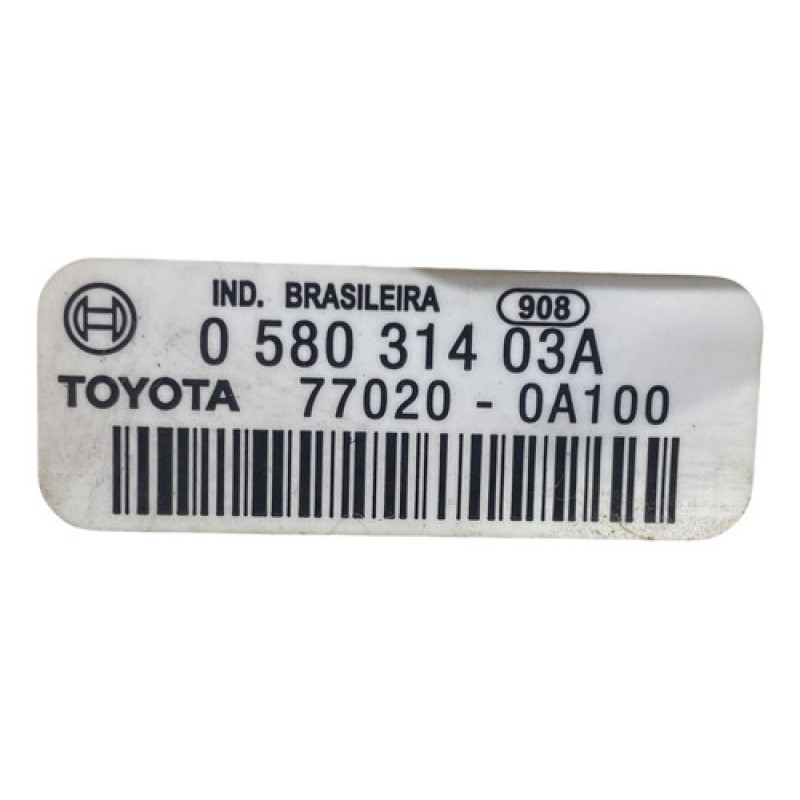 IND. BRASILEIRA 908
0 580 314 03A
TOYOTA 77020 - 0A100